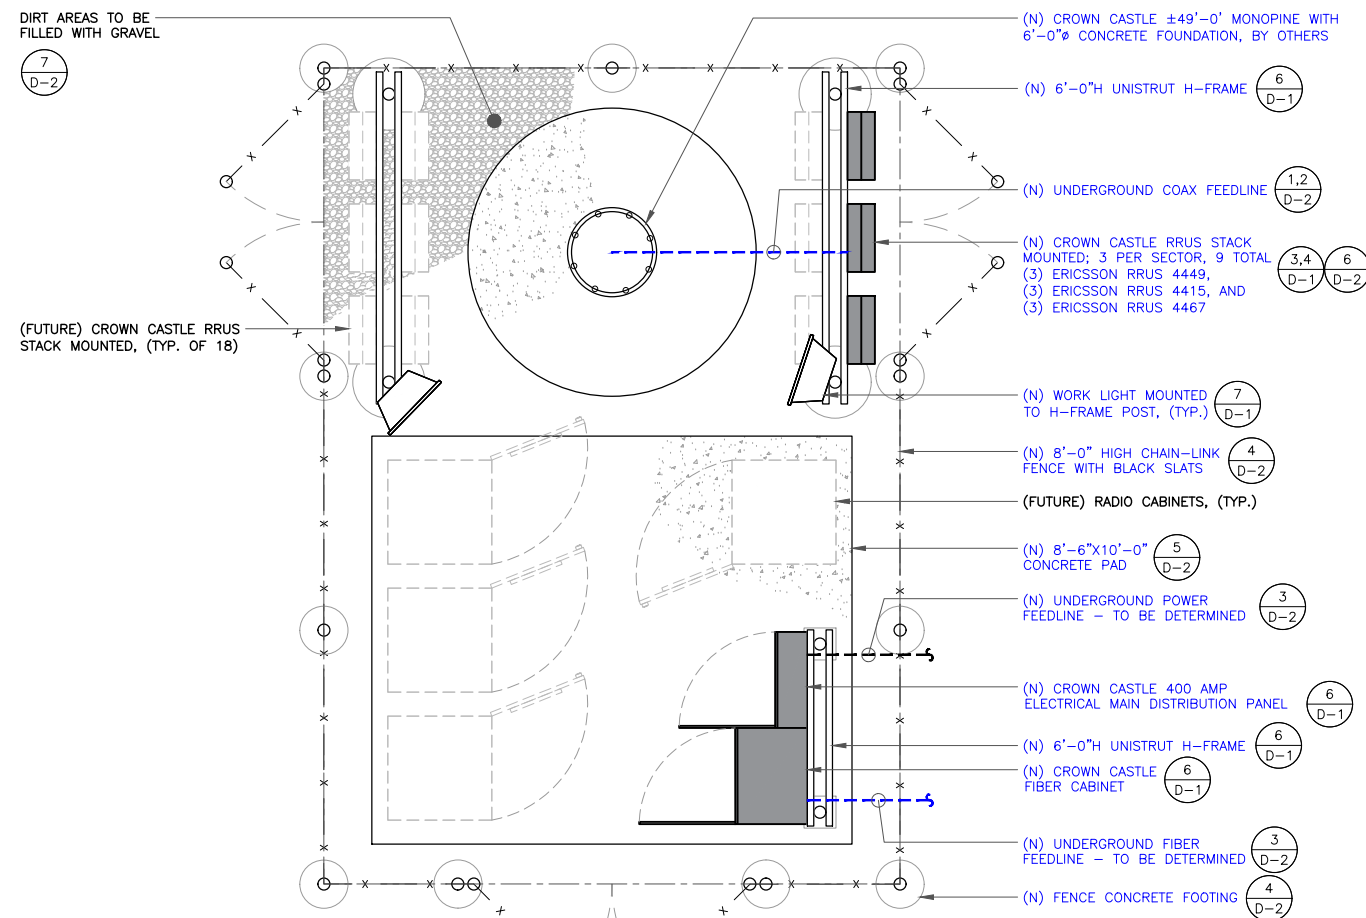 DIRT AREAS TO BE
FILLED WITH GRAVEL
7
D-2
(FUTURE) CROWN CASTLE RRUS
STACK MOUNTED, (TYP. OF 18)
(N) CROWN CASTLE ±49'-0' MONOPINE WITH
6'-0"ø CONCRETE FOUNDATION, BY OTHERS
(N) 6'-0"H UNISTRUT H-FRAME
6
D-1
(N) UNDERGROUND COAX FEEDLINE
1,2
D-2
(N) CROWN CASTLE RRUS STACK
MOUNTED; 3 PER SECTOR, 9 TOTAL
(3) ERICSSON RRUS 4449,
(3) ERICSSON RRUS 4415, AND
(3) ERICSSON RRUS 4467
3,4
D-1
6
D-2
(N) WORK LIGHT MOUNTED
TO H-FRAME POST, (TYP.)
7
D-1
(N) 8'-0" HIGH CHAIN-LINK
FENCE WITH BLACK SLATS
4
D-2
(FUTURE) RADIO CABINETS, (TYP.)
(N) 8'-6"X10'-0"
CONCRETE PAD
5
D-2
(N) UNDERGROUND POWER
FEEDLINE - TO BE DETERMINED
3
D-2
(N) CROWN CASTLE 400 AMP
ELECTRICAL MAIN DISTRIBUTION PANEL
6
D-1
(N) 6'-0"H UNISTRUT H-FRAME
6
D-1
(N) CROWN CASTLE
FIBER CABINET
6
D-1
(N) UNDERGROUND FIBER
FEEDLINE - TO BE DETERMINED
3
D-2
(N) FENCE CONCRETE FOOTING
4
D-2